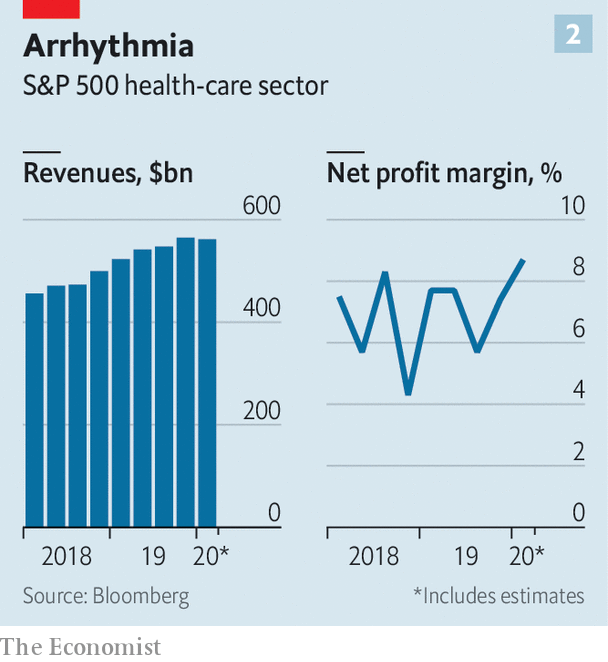 Arrhythmia
2
S&P 500 health-care sector
Revenues, $bn
600
400
200
0
2018 19 20*
Net profit margin, %
10
8
6
4
2
0
2018 19 20*
Source: Bloomberg
*Includes estimates
The Economist